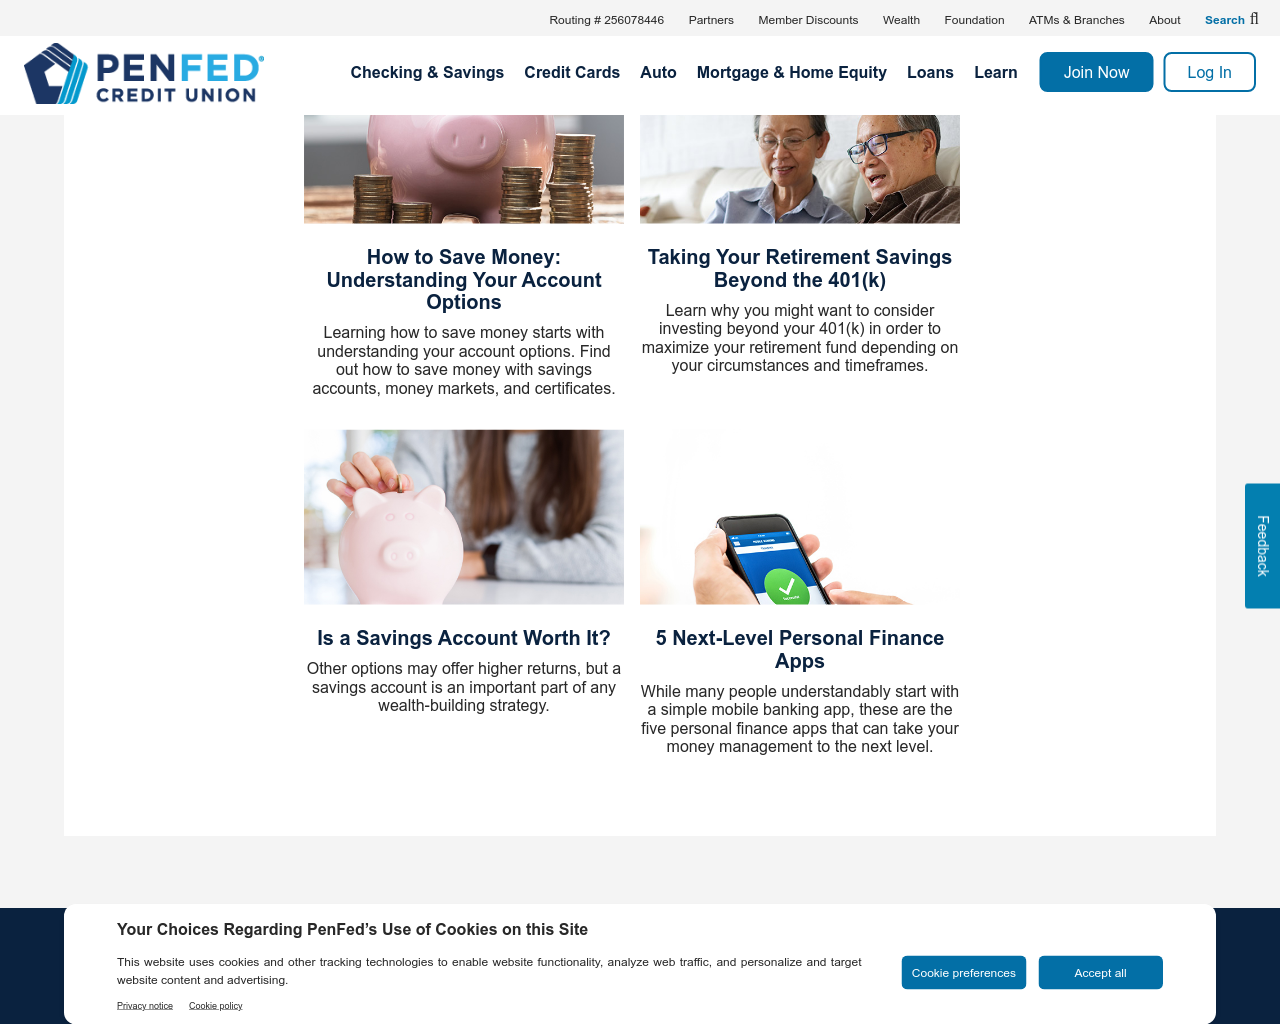 Routing # 256078446 Partners Member Discounts Wealth Foundation ATMs & Branches About Search
PENFED®
CREDIT UNION
Checking & Savings Credit Cards Auto Mortgage & Home Equity Loans Learn Join Now Log In
How to Save Money:
Understanding Your Account
Options
Learning how to save money starts with
understanding your account options. Find
out how to save money with savings
accounts, money markets, and certificates.
Taking Your Retirement Savings
Beyond the 401(k)
Learn why you might want to consider
investing beyond your 401(k) in order to
maximize your retirement fund depending on
your circumstances and timeframes.
Feedback
Is a Savings Account Worth It?
Other options may offer higher returns, but a
savings account is an important part of any
wealth-building strategy.
5 Next-Level Personal Finance
Apps
While many people understandably start with
a simple mobile banking app, these are the
five personal finance apps that can take your
money management to the next level.
Your Choices Regarding PenFed’s Use of Cookies on this Site
This website uses cookies and other tracking technologies to enable website functionality, analyze web traffic, and personalize and target
website content and advertising.
Privacy notice Cookie policy
Cookie preferences Accept all